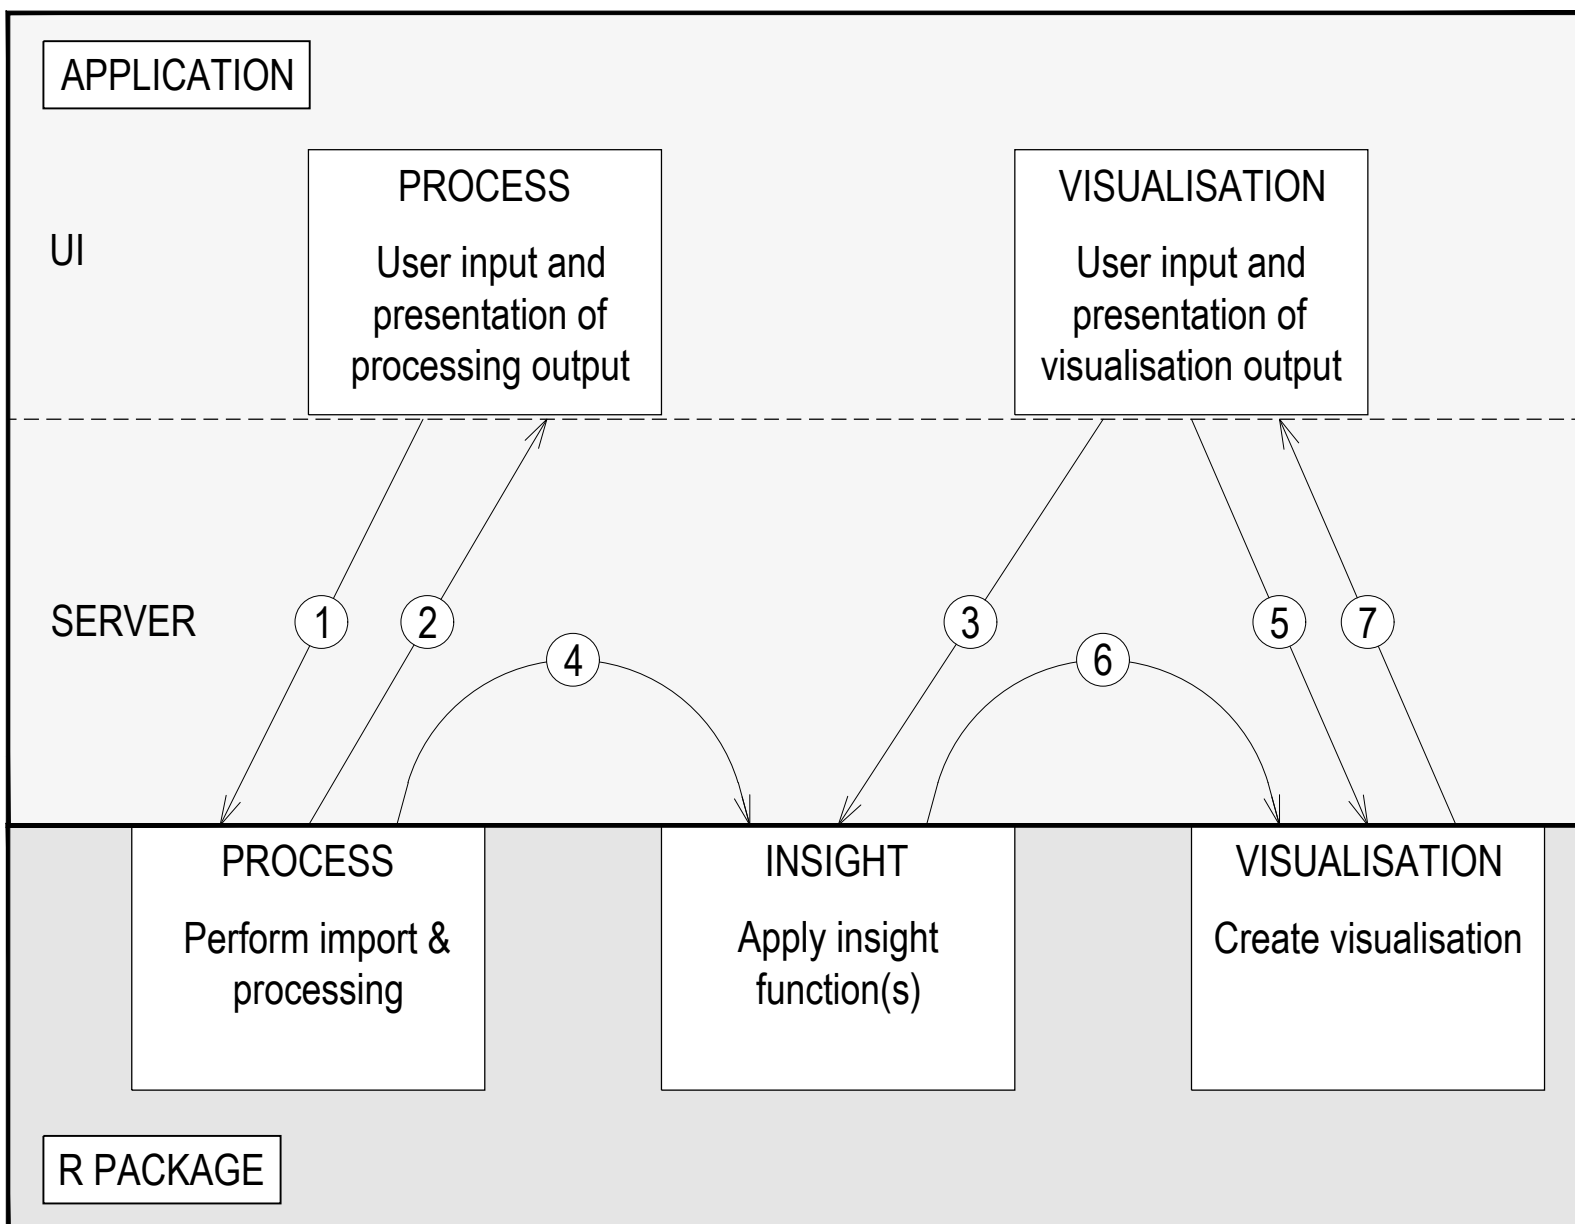 APPLICATION
PROCESS
User input and
presentation of
processing output
VISUALISATION
User input and
presentation of
visualisation output
UI
SERVER
1
2
3
5
7
4
6
PROCESS
Perform import &
processing
INSIGHT
Apply insight
function(s)
VISUALISATION
Create visualisation
R PACKAGE